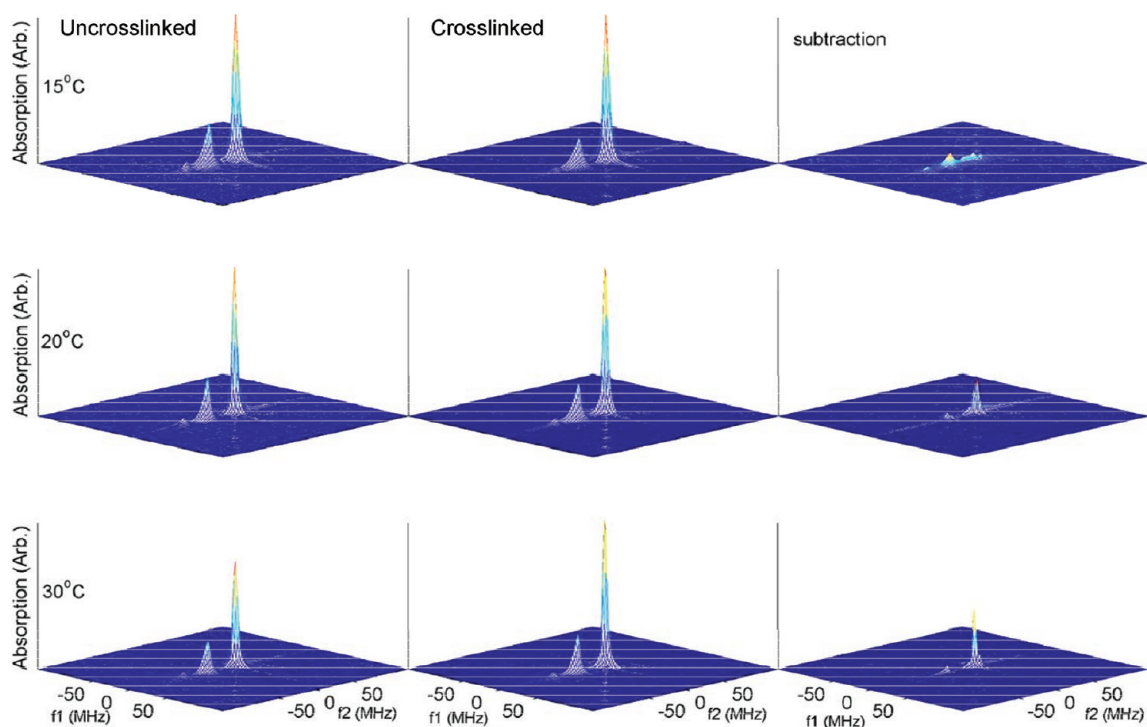 Uncrosslinked
Crosslinked
subtraction
Absorption (Arb.)
15°C
Absorption (Arb.)
20°C
Absorption (Arb.)
30°C
-50 0 50
f1 (MHz)
-50 0 50
f2 (MHz)
-50 0 50
f1 (MHz)
-50 0 50
f2 (MHz)
-50 0 50
f1 (MHz)
-50 0 50
f2 (MHz)